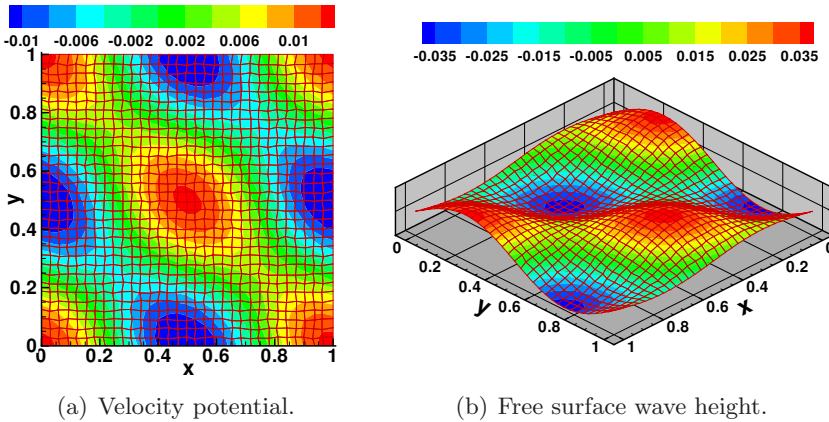 -0.01 -0.006 -0.002 0.002 0.006 0.01
-0.035 -0.025 -0.015 -0.005 0.005 0.015 0.025 0.035
1
0.8
0.6
y
0.4
0.2
0
0 0.2 0.4 x 0.6 0.8 1
0 0.2 0.4 y 0.6 0.8 1
0 0.2 0.4 x 0.6 0.8 1
(a) Velocity potential.
(b) Free surface wave height.